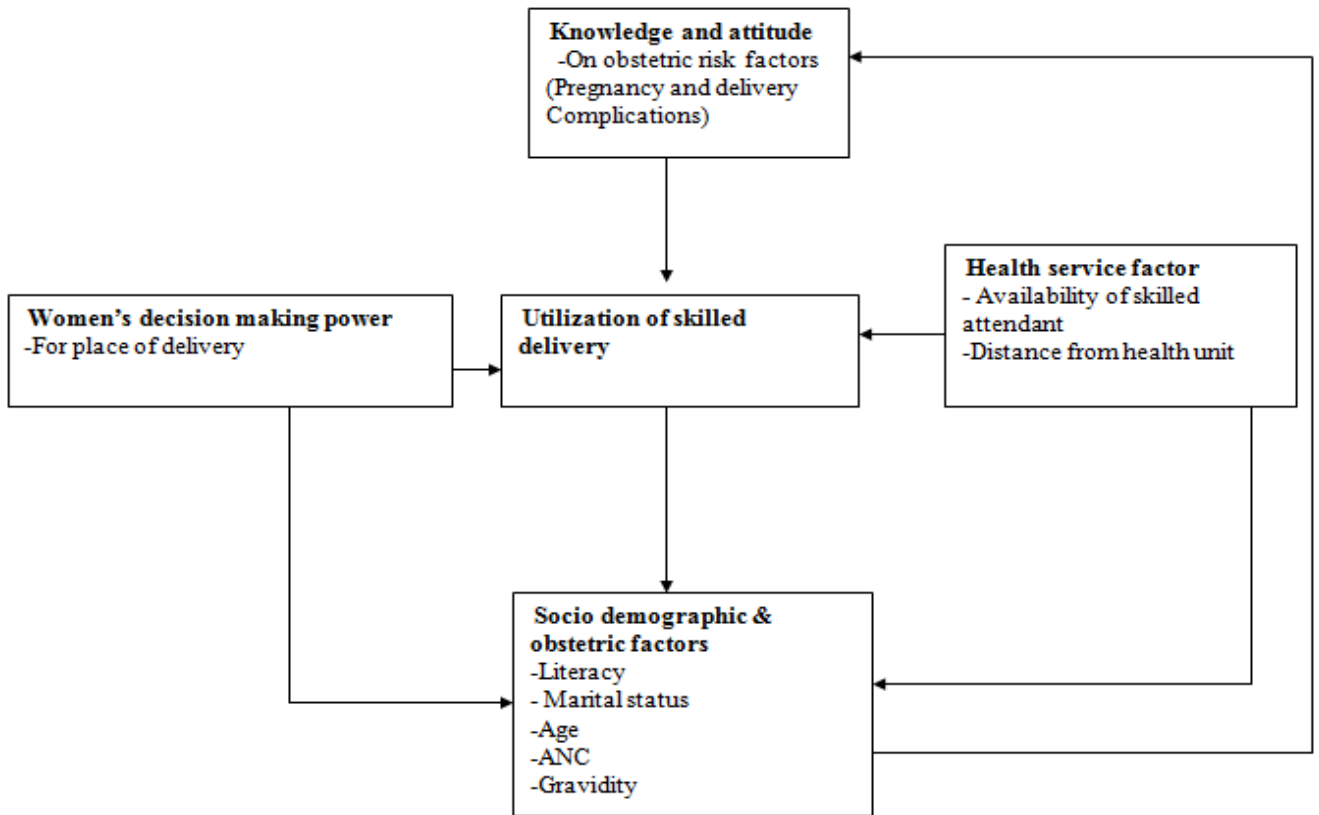 Knowledge and attitude
-On obstetric risk factors
(Pregnancy and delivery
Complications)
Health service factor
- Availability of skilled
attendant
-Distance from health unit
Women's decision making power
-For place of delivery
Utilization of skilled
delivery
Socio demographic &
obstetric factors
-Literacy
- Marital status
-Age
-ANC
-Gravidity